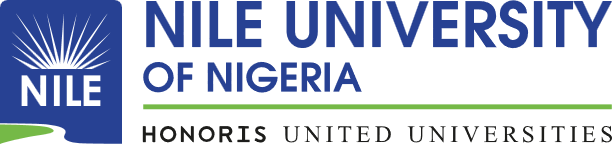 NILE
NILE UNIVERSITY
OF NIGERIA
HONORIS UNITED UNIVERSITIES